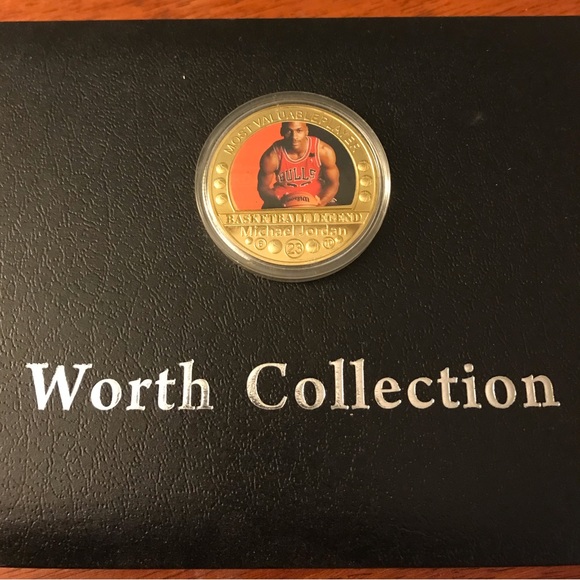 MOST VALUABLE PLAYER
BULLS
BASKETBALL LEGEND
Michael Jordan
23
Worth Collection